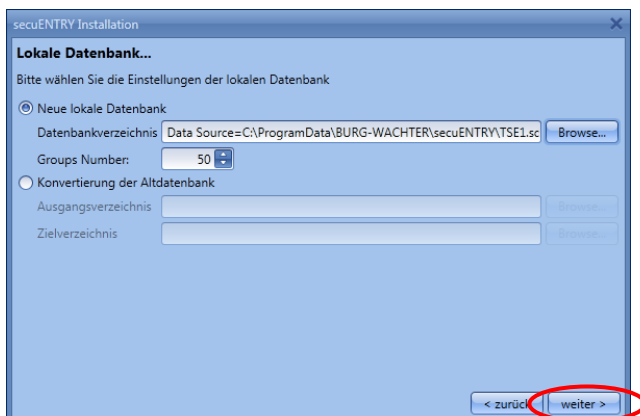 secuENTRY Installation
Lokale Datenbank...
Bitte wählen Sie die Einstellungen der lokalen Datenbank
Neue lokale Datenbank
Datenbankverzeichnis Data Source=C:\ProgramData\BURG-WACHTER\secuENTRY\TSE1.sc Browse...
Groups Number: 50
Konvertierung der Altdatenbank
Ausgangsverzeichnis Browse...
Zielverzeichnis Browse...
< zurück weiter >